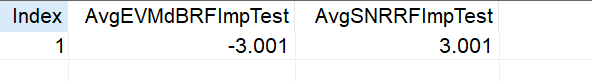 Index AvgEVMdBRFImpTest AvgSNRRFImpTest
1 -3.001 3.001